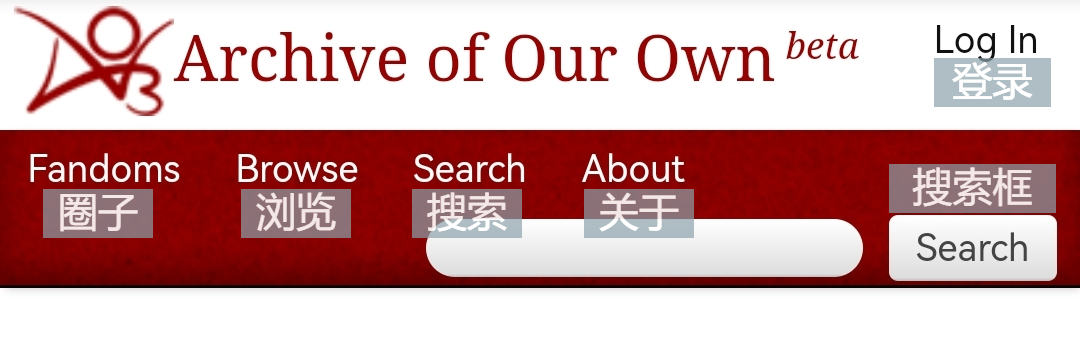 Archive of Our Own beta
Log In
登录
Fandoms Browse Search About
圈子 浏览 搜索 关于
搜索框
Search